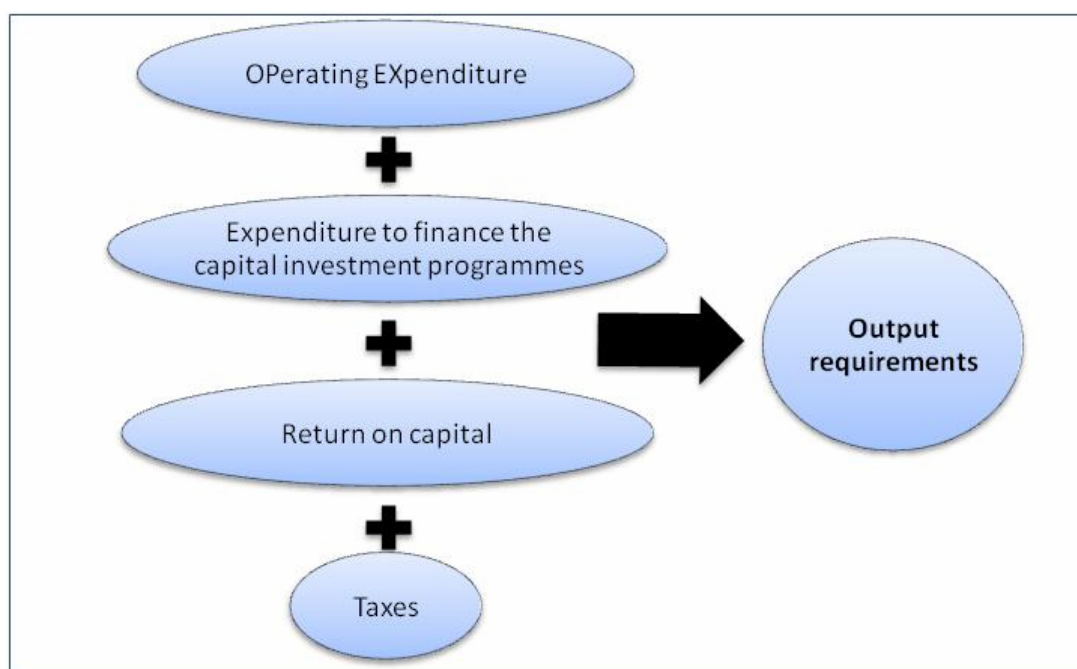 OPerating EXpenditure
Expenditure to finance the
capital investment programmes
Return on capital
Taxes
Output
requirements